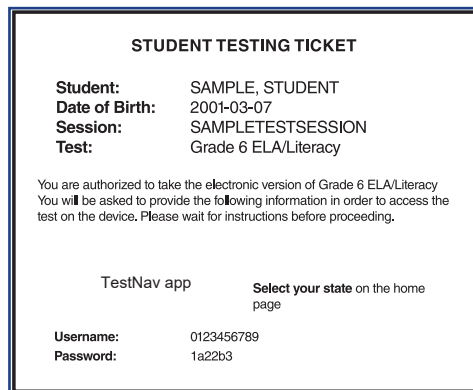 STUDENT TESTING TICKET
Student: SAMPLE, STUDENT
Date of Birth: 2001-03-07
Session: SAMPLETESTSESSION
Test: Grade 6 ELA/Literacy
You are authorized to take the electronic version of Grade 6 ELA/Literacy
You will be asked to provide the following information in order to access the
test on the device. Please wait for instructions before proceeding.
TestNav app
Select your state on the home
page
Username: 0123456789
Password: 1a22b3